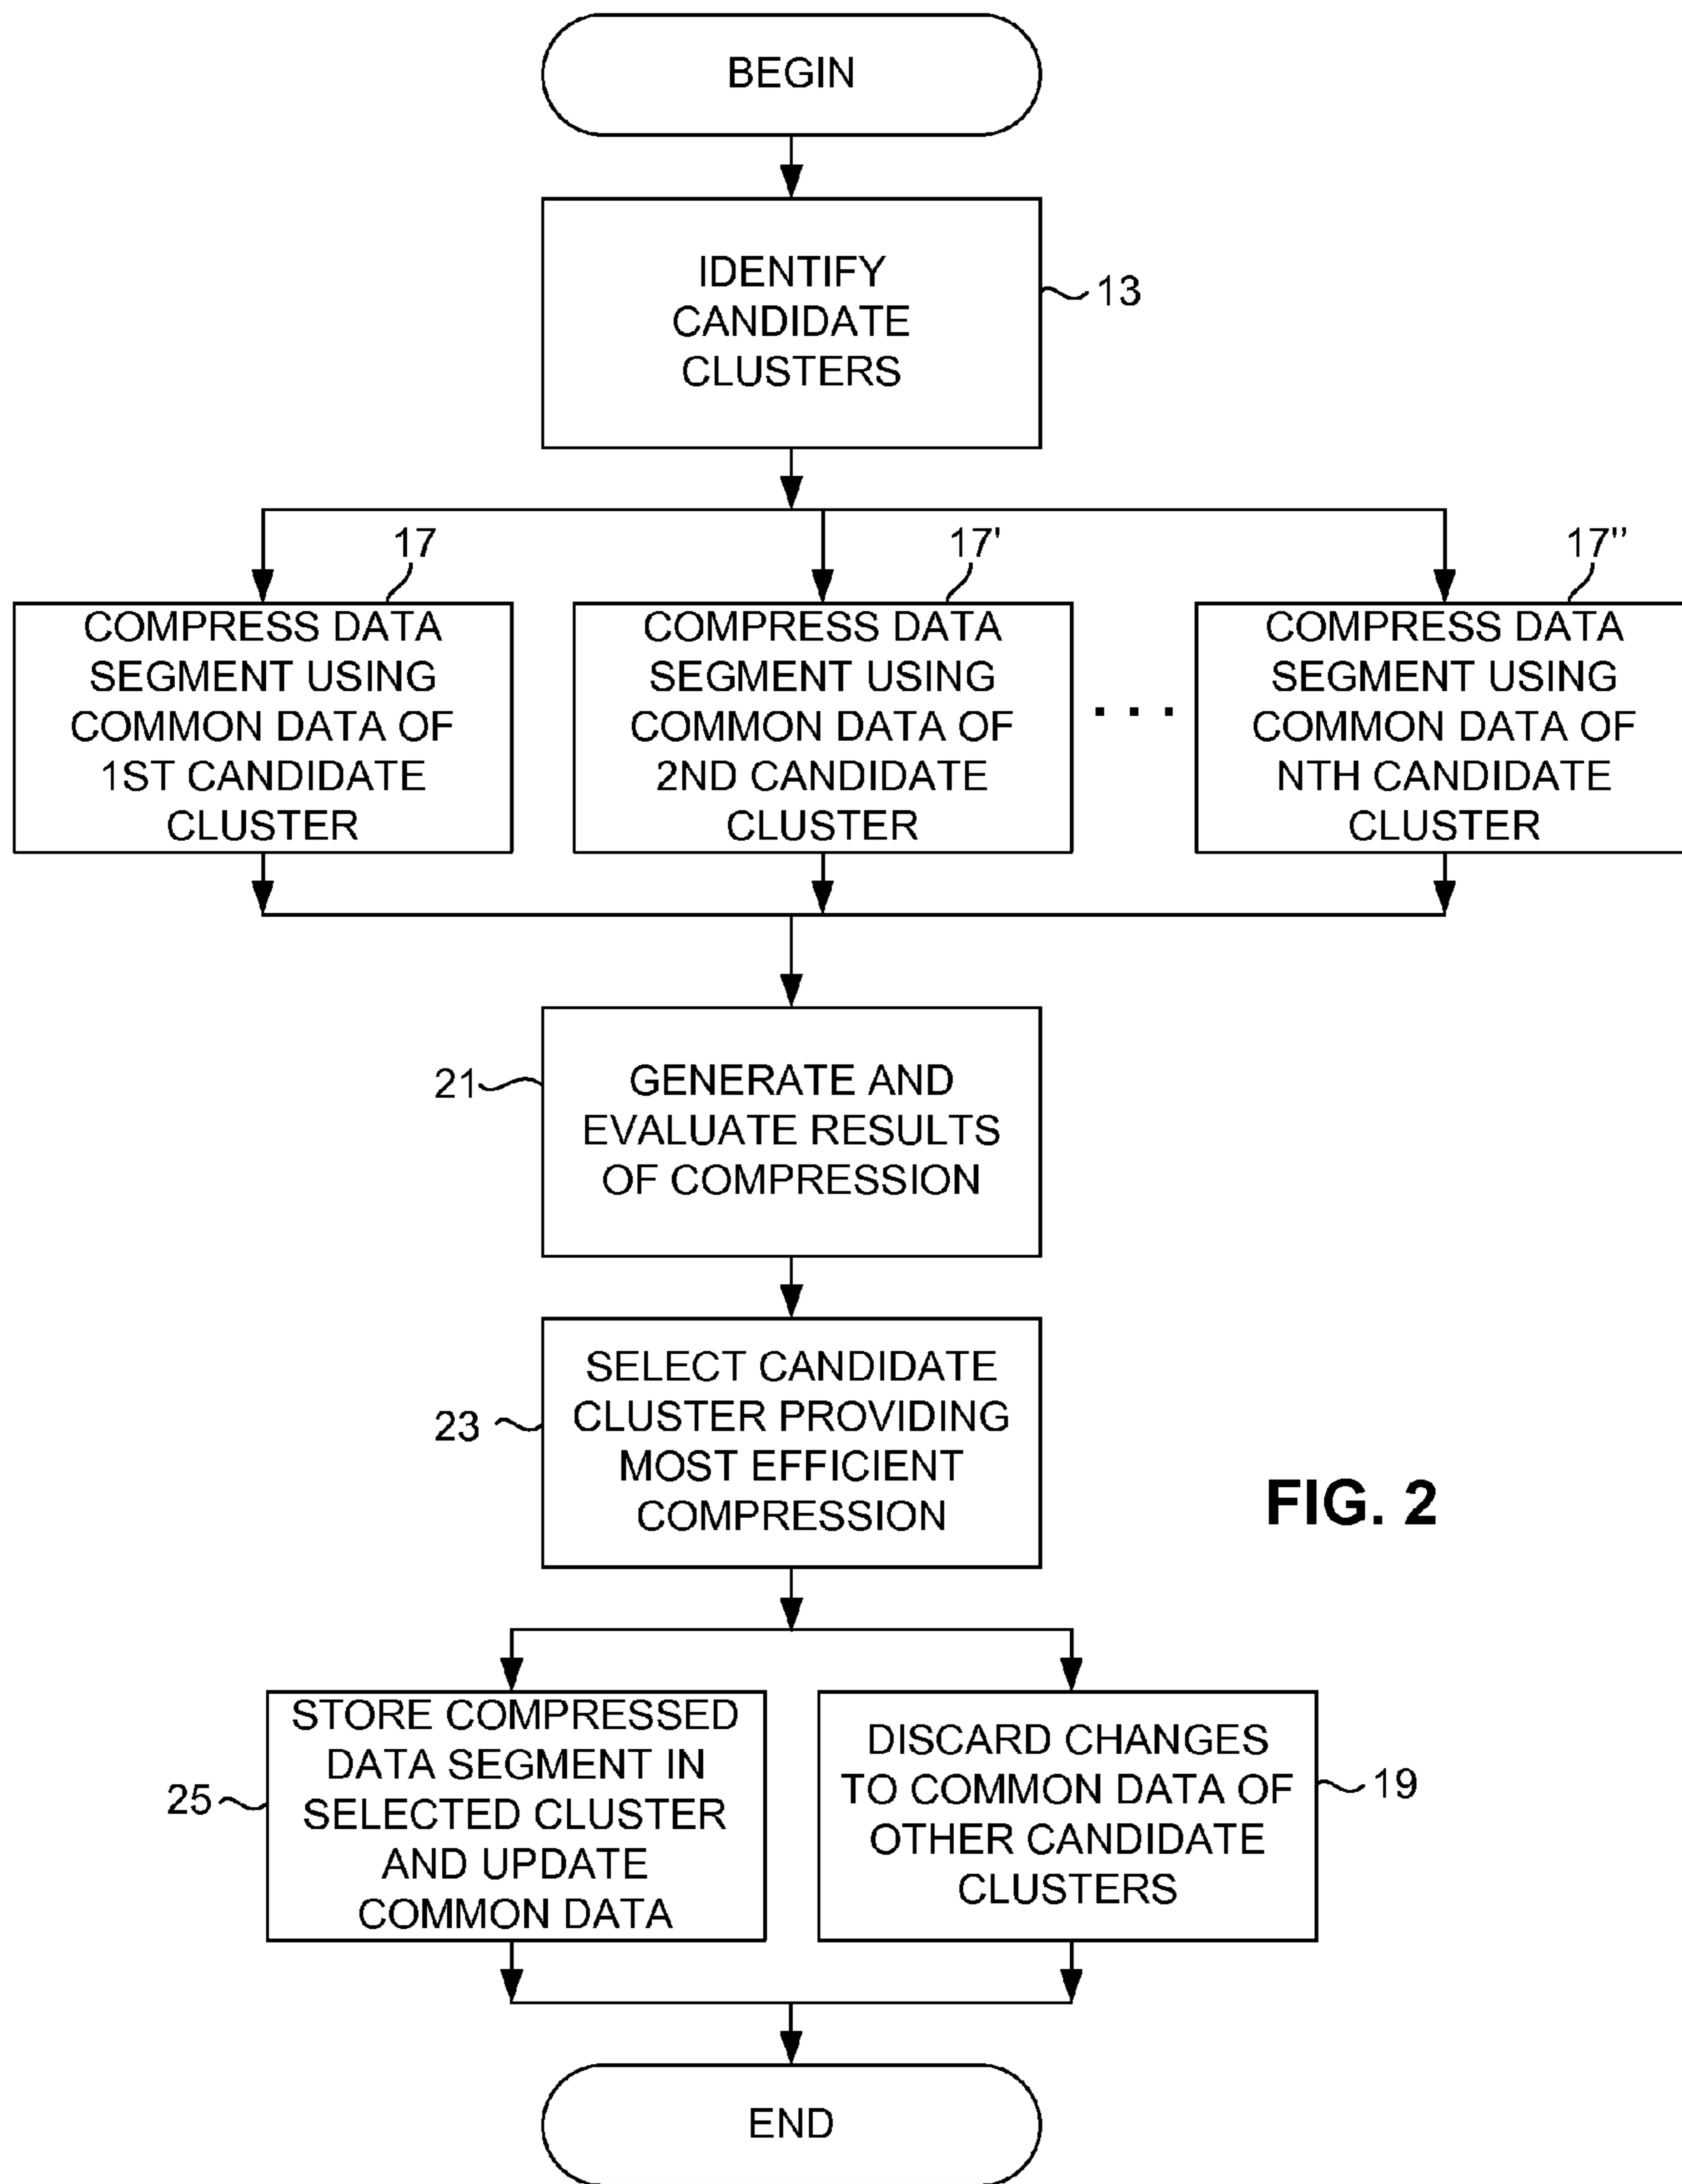 BEGIN
IDENTIFY
CANDIDATE
CLUSTERS
13
17
COMPRESS DATA
SEGMENT USING
COMMON DATA OF
1ST CANDIDATE
CLUSTER
17'
COMPRESS DATA
SEGMENT USING
COMMON DATA OF
2ND CANDIDATE
CLUSTER
. . .
17''
COMPRESS DATA
SEGMENT USING
COMMON DATA OF
NTH CANDIDATE
CLUSTER
21
GENERATE AND
EVALUATE RESULTS
OF COMPRESSION
23
SELECT CANDIDATE
CLUSTER PROVIDING
MOST EFFICIENT
COMPRESSION
FIG. 2
25
STORE COMPRESSED
DATA SEGMENT IN
SELECTED CLUSTER
AND UPDATE
COMMON DATA
DISCARD CHANGES
TO COMMON DATA OF
OTHER CANDIDATE
CLUSTERS
19
END